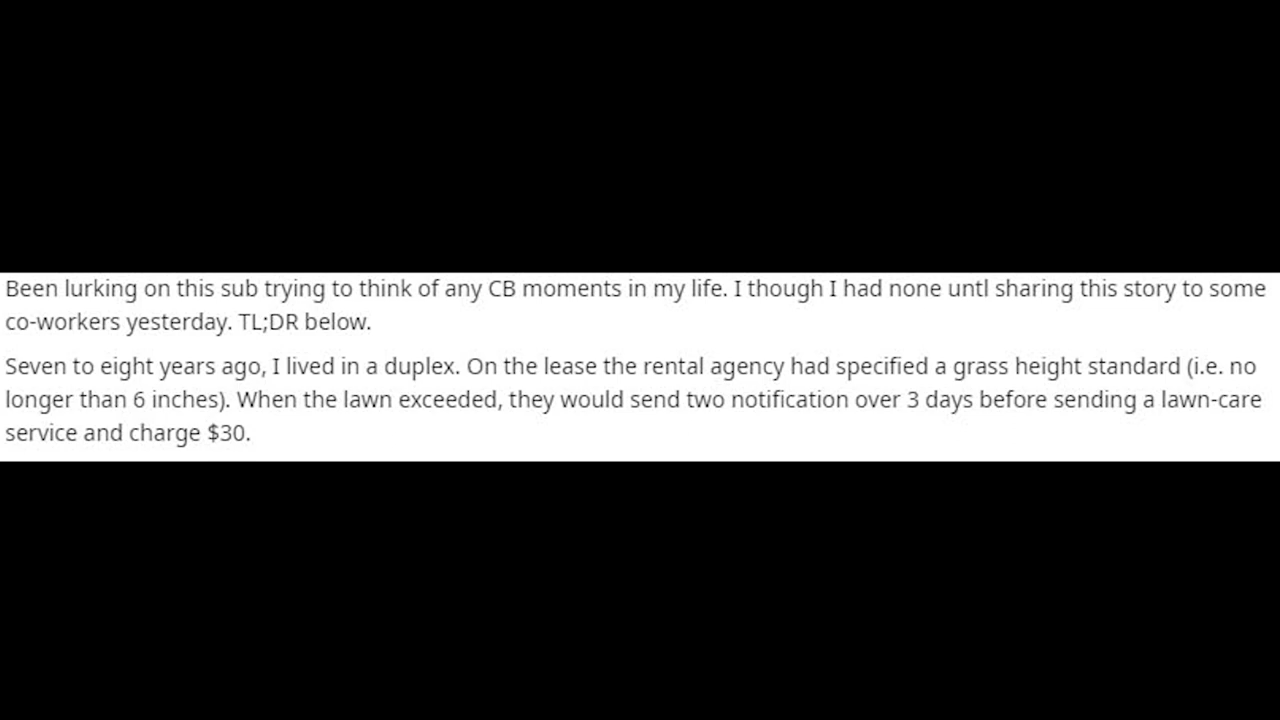 Been lurking on this sub trying to think of any CB moments in my life. I though I had none untl sharing this story to some
co-workers yesterday. TL;DR below.
Seven to eight years ago, I lived in a duplex. On the lease the rental agency had specified a grass height standard (i.e. no
longer than 6 inches). When the lawn exceeded, they would send two notification over 3 days before sending a lawn-care
service and charge $30.